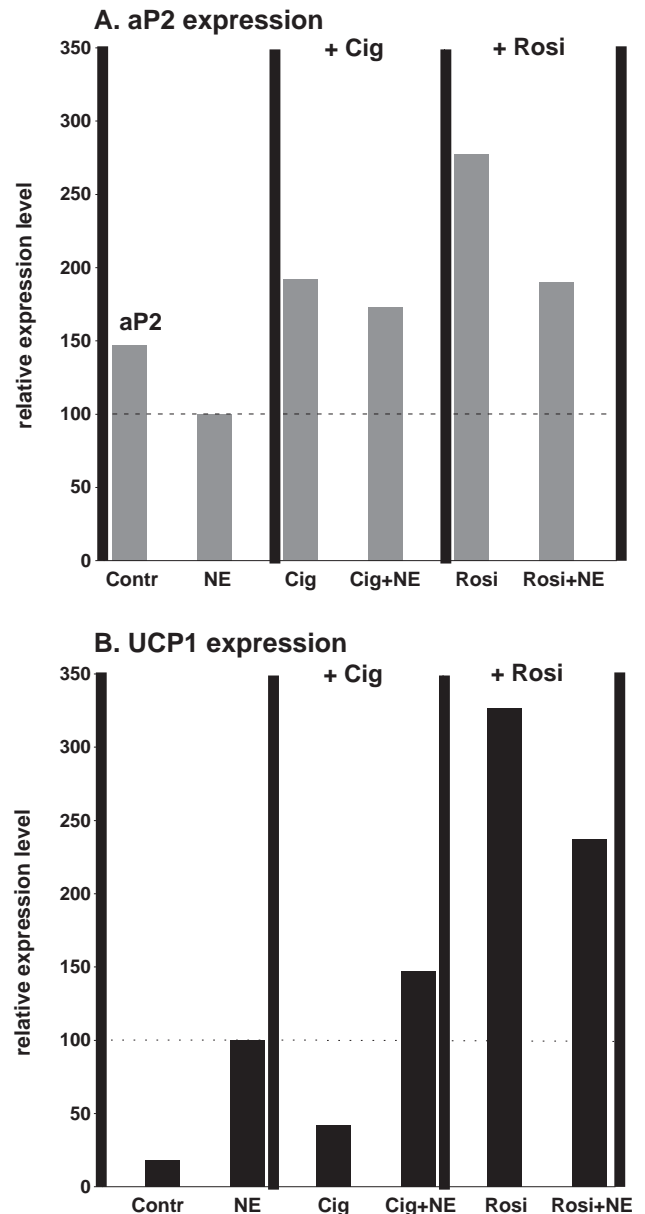 A. aP2 expression
+ Cig
+ Rosi
350
300
250
200
150
100
50
0
relative expression level
aP2
Contr NE Cig Cig+NE Rosi Rosi+NE
B. UCP1 expression
+ Cig
+ Rosi
350
300
250
200
150
100
50
0
relative expression level
Contr NE Cig Cig+NE Rosi Rosi+NE